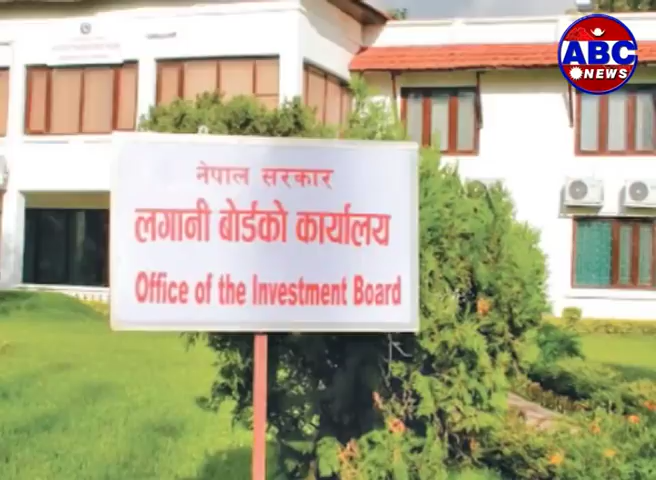 ABC
NEWS
नेपाल सरकार
लगानी बोर्डको कार्यालय
Office of the Investment Board